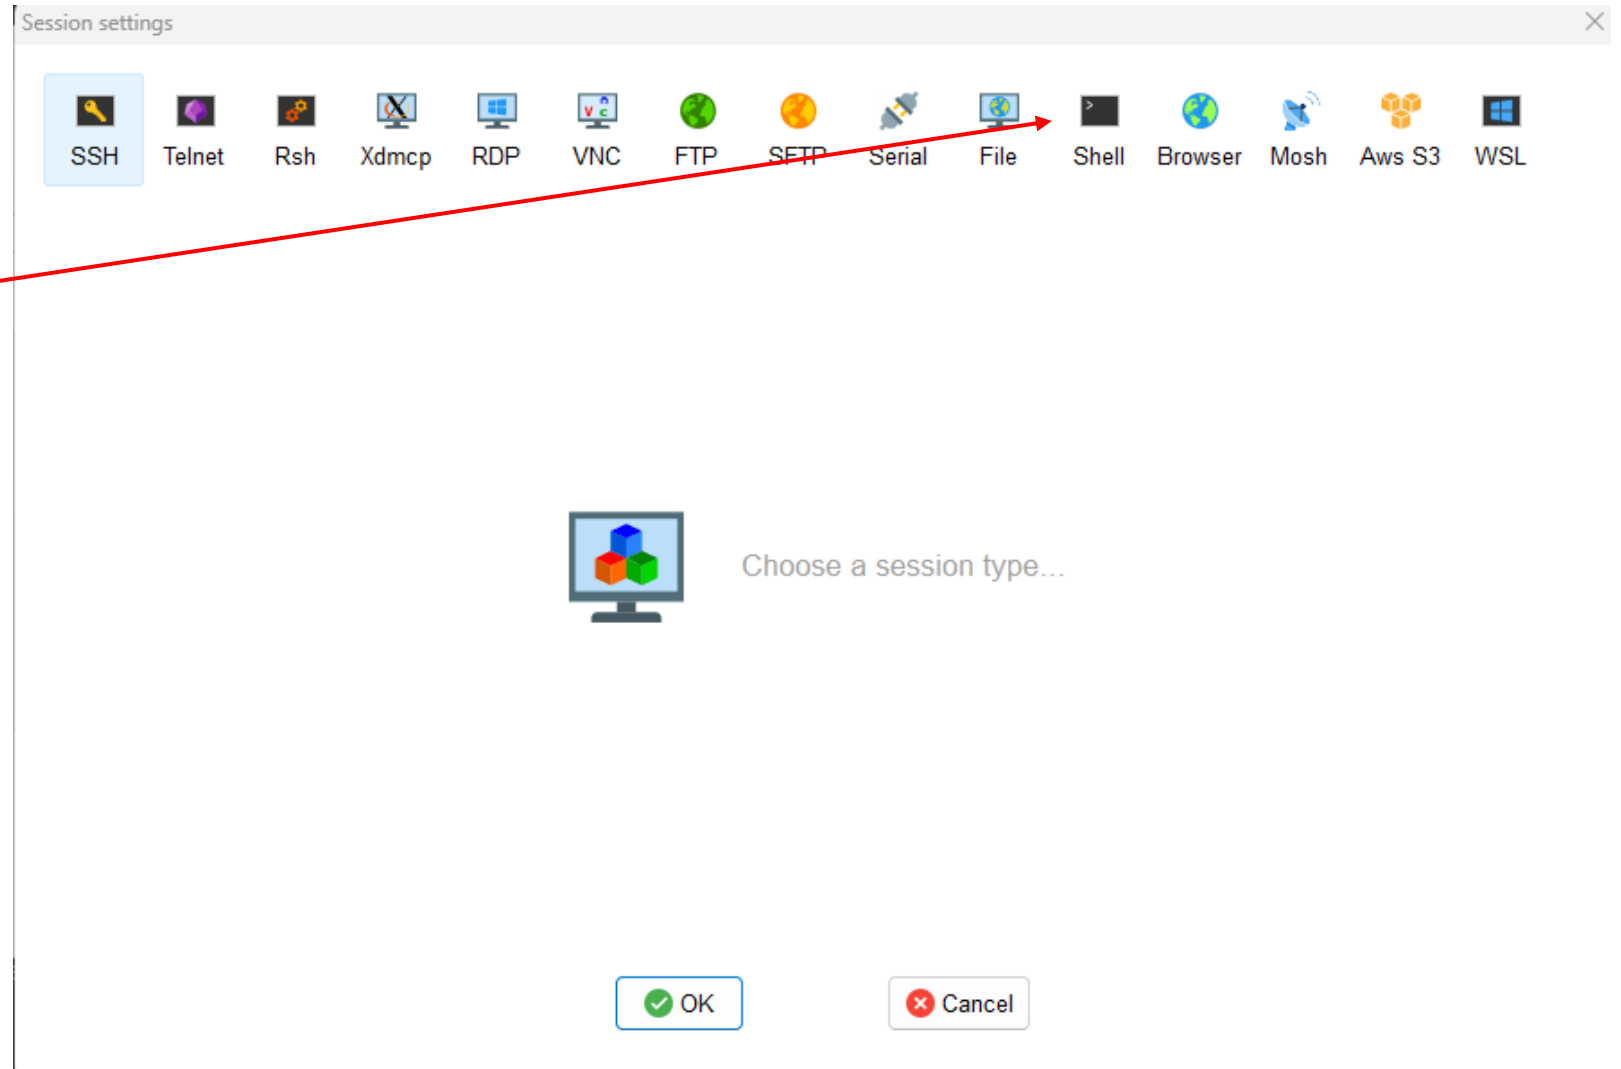 Session settings
SSH Telnet Rsh Xdmcp RDP VNC FTP SFTP Serial File Shell Browser Mosh Aws S3 WSL
Choose a session type...
OK Cancel